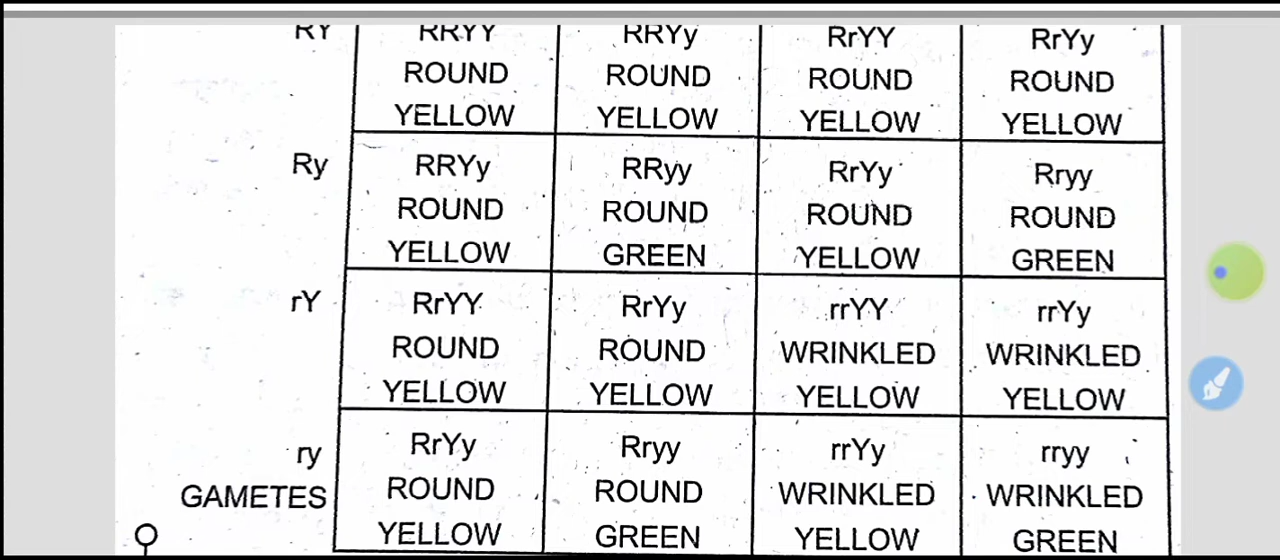 RY RRYY RRYy RrYY RrYy
ROUND ROUND ROUND ROUND
YELLOW YELLOW YELLOW YELLOW
Ry RRYy RRyy RrYy Rryy
ROUND ROUND ROUND ROUND
YELLOW GREEN YELLOW GREEN
rY RrYY RrYy rrYY rrYy
ROUND ROUND WRINKLED WRINKLED
YELLOW YELLOW YELLOW YELLOW
ry RrYy Rryy rrYy rryy
GAMETES ROUND ROUND WRINKLED WRINKLED
YELLOW GREEN YELLOW GREEN